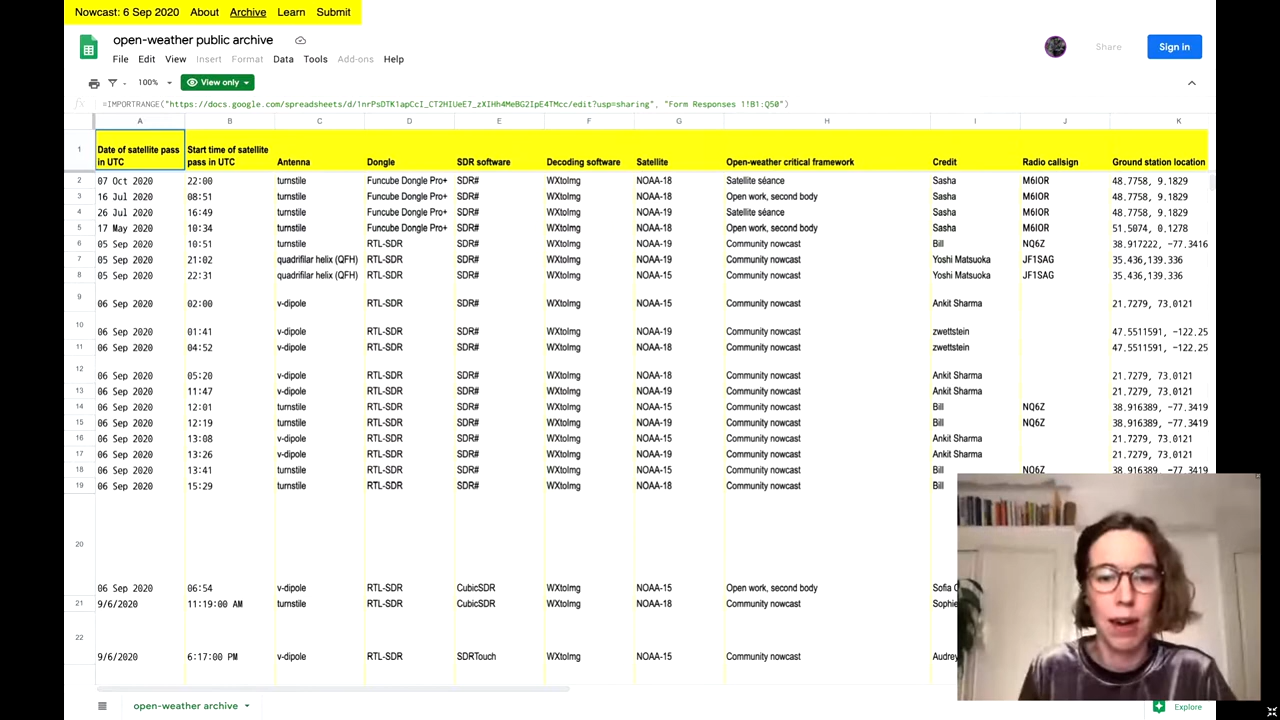 Nowcast: 6 Sep 2020 About Archive Learn Submit
open-weather public archive
File Edit View Insert Format Data Tools Add-ons Help
Share
Sign in
100% View only
fx =IMPORTRANGE("https://docs.google.com/spreadsheets/d/1nrPsDTK1apCcI_CT2HIUeE7_zXIHh4MeBG2IpE4TMcc/edit?usp=sharing", "Form Responses 1!B1:Q50")
A B C D E F G H I J K
1 Date of satellite pass in UTC Start time of satellite pass in UTC Antenna Dongle SDR software Decoding software Satellite Open-weather critical framework Credit Radio callsign Ground station location
2 07 Oct 2020 22:00 turnstile Funcube Dongle Pro+ SDR# WXtoImg NOAA-18 Satellite séance Sasha M6IOR 48.7758, 9.1829
3 16 Jul 2020 08:51 turnstile Funcube Dongle Pro+ SDR# WXtoImg NOAA-18 Open work, second body Sasha M6IOR 48.7758, 9.1829
4 26 Jul 2020 16:49 turnstile Funcube Dongle Pro+ SDR# WXtoImg NOAA-19 Satellite séance Sasha M6IOR 48.7758, 9.1829
5 17 May 2020 10:34 turnstile Funcube Dongle Pro+ SDR# WXtoImg NOAA-18 Open work, second body Sasha M6IOR 51.5074, 0.1278
6 05 Sep 2020 10:51 turnstile RTL-SDR SDR# WXtoImg NOAA-19 Community nowcast Bill NQ6Z 38.917222, -77.3416
7 05 Sep 2020 21:02 quadrifilar helix (QFH) RTL-SDR SDR# WXtoImg NOAA-19 Community nowcast Yoshi Matsuoka JF1SAG 35.436,139.336
8 05 Sep 2020 22:31 quadrifilar helix (QFH) RTL-SDR SDR# WXtoImg NOAA-15 Community nowcast Yoshi Matsuoka JF1SAG 35.436,139.336
9 06 Sep 2020 02:00 v-dipole RTL-SDR SDR# WXtoImg NOAA-15 Community nowcast Ankit Sharma 21.7279, 73.0121
10 06 Sep 2020 01:41 v-dipole RTL-SDR SDR# WXtoImg NOAA-19 Community nowcast zwettstein 47.5511591, -122.25
11 06 Sep 2020 04:52 v-dipole RTL-SDR SDR# WXtoImg NOAA-18 Community nowcast zwettstein 47.5511591, -122.25
12 06 Sep 2020 05:20 v-dipole RTL-SDR SDR# WXtoImg NOAA-18 Community nowcast Ankit Sharma 21.7279, 73.0121
13 06 Sep 2020 11:47 v-dipole RTL-SDR SDR# WXtoImg NOAA-19 Community nowcast Ankit Sharma 21.7279, 73.0121
14 06 Sep 2020 12:01 turnstile RTL-SDR SDR# WXtoImg NOAA-15 Community nowcast Bill NQ6Z 38.916389, -77.3419
15 06 Sep 2020 12:19 turnstile RTL-SDR SDR# WXtoImg NOAA-19 Community nowcast Bill NQ6Z 38.916389, -77.3419
16 06 Sep 2020 13:08 v-dipole RTL-SDR SDR# WXtoImg NOAA-15 Community nowcast Ankit Sharma 21.7279, 73.0121
17 06 Sep 2020 13:26 v-dipole RTL-SDR SDR# WXtoImg NOAA-19 Community nowcast Ankit Sharma 21.7279, 73.0121
18 06 Sep 2020 13:41 turnstile RTL-SDR SDR# WXtoImg NOAA-15 Community nowcast Bill NQ6Z 38.916389, -77.3419
19 06 Sep 2020 15:29 turnstile RTL-SDR SDR# WXtoImg NOAA-18 Community nowcast Bill
20 06 Sep 2020 06:54 v-dipole RTL-SDR CubicSDR WXtoImg NOAA-15 Open work, second body Sofia
21 9/6/2020 11:19:00 AM turnstile RTL-SDR CubicSDR WXtoImg NOAA-18 Community nowcast Sophie
22 9/6/2020 6:17:00 PM v-dipole RTL-SDR SDRTouch WXtoImg NOAA-15 Community nowcast Audrey
open-weather archive
Explore